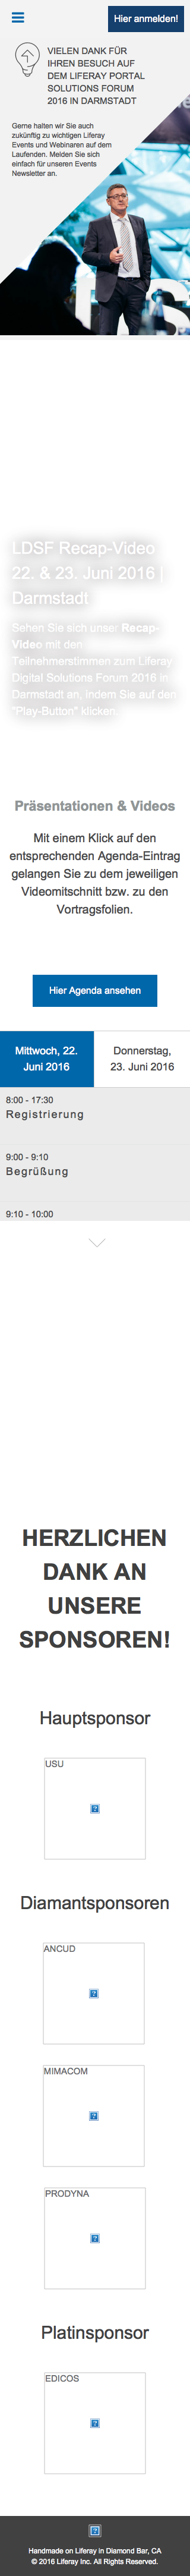 Hier anmelden!
VIELEN DANK FÜR
IHREN BESUCH AUF
DEM LIFERAY PORTAL
SOLUTIONS FORUM
2016 IN DARMSTADT
Gerne halten wir Sie auch
zukünftig zu wichtigen Liferay
Events und Webinaren auf dem
Laufenden. Melden Sie sich
einfach für unseren Events
Newsletter an.
LDSF Recap-Video
22. & 23. Juni 2016 |
Darmstadt
Sehen Sie sich unser Recap-
Video mit den
Teilnehmerstimmen zum Liferay
Digital Solutions Forum 2016 in
Darmstadt an, indem Sie auf den
"Play-Button" klicken.
Präsentationen & Videos
Mit einem Klick auf den
entsprechenden Agenda-Eintrag
gelangen Sie zu dem jeweiligen
Videomitschnitt bzw. zu den
Vortragsfolien.
Hier Agenda ansehen
Mittwoch, 22.
Juni 2016
Donnerstag,
23. Juni 2016
8:00 - 17:30
Registrierung
9:00 - 9:10
Begrüßung
9:10 - 10:00
HERZLICHEN
DANK AN
UNSERE
SPONSOREN!
Hauptsponsor
USU
Diamantsponsoren
ANCUD
MIMACOM
PRODYNA
Platinsponsor
EDICOS
Handmade on Liferay in Diamond Bar, CA
© 2016 Liferay Inc. All Rights Reserved.